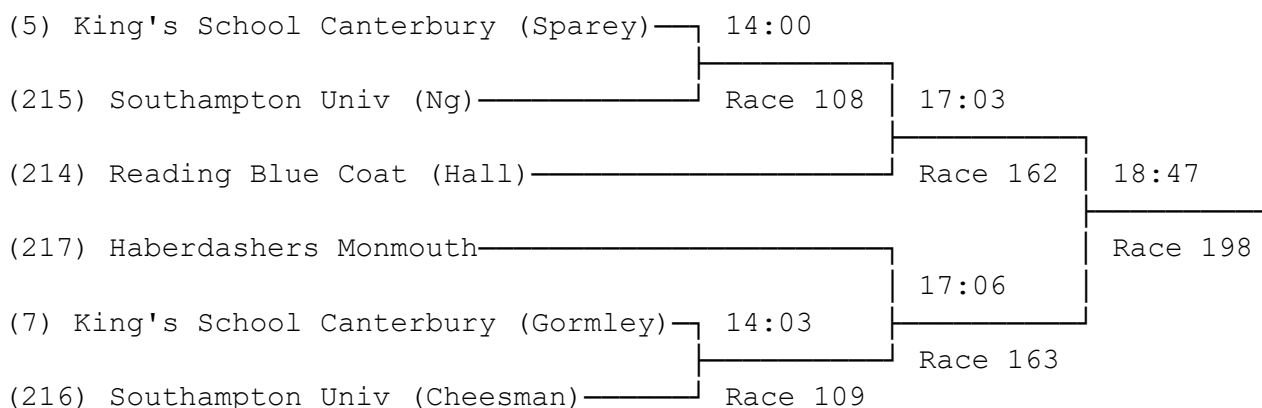 (5) King's School Canterbury (Sparey) 14:00
(215) Southampton Univ (Ng) Race 108 17:03
(214) Reading Blue Coat (Hall) Race 162 18:47
(217) Haberdashers Monmouth Race 198
17:06
(7) King's School Canterbury (Gormley) 14:03
Race 163
(216) Southampton Univ (Cheesman) Race 109